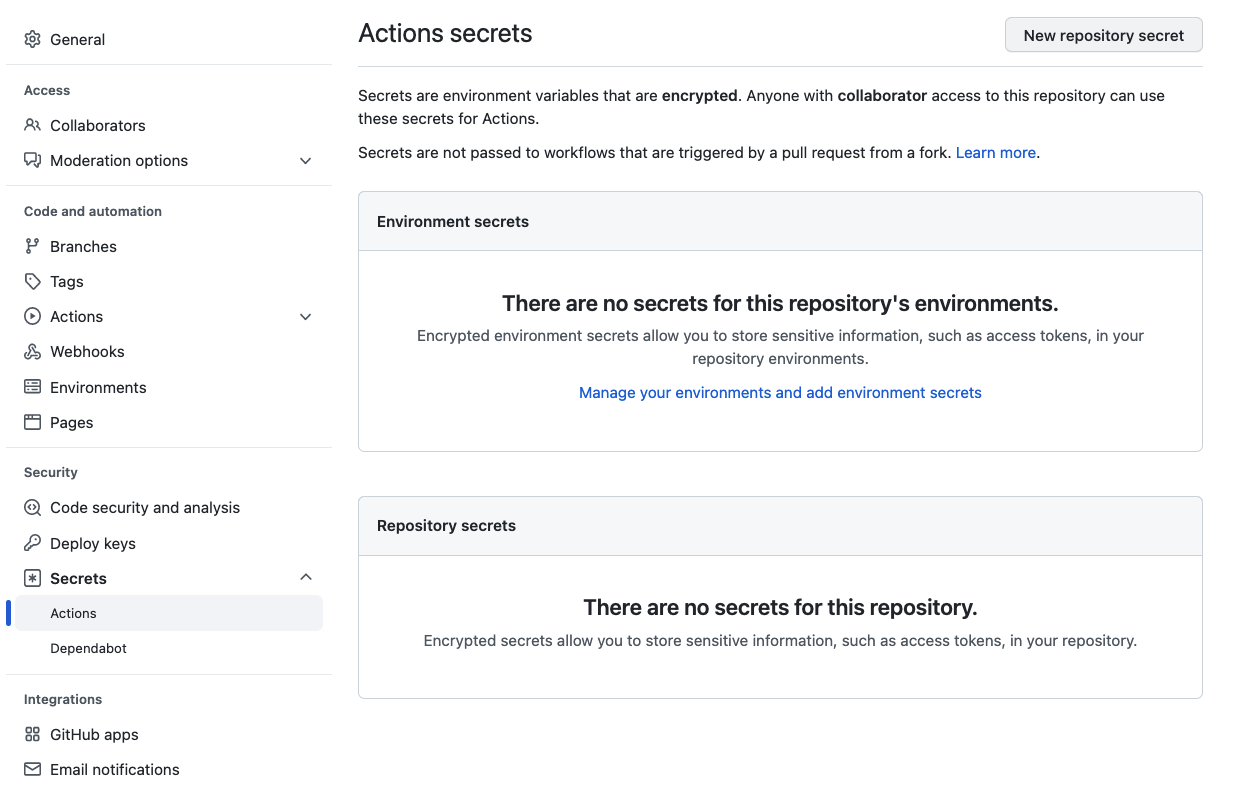 General
Access
Collaborators
Moderation options
Code and automation
Branches
Tags
Actions
Webhooks
Environments
Pages
Security
Code security and analysis
Deploy keys
Secrets
Actions
Dependabot
Integrations
GitHub apps
Email notifications
Actions secrets
New repository secret
Secrets are environment variables that are encrypted. Anyone with collaborator access to this repository can use
these secrets for Actions.
Secrets are not passed to workflows that are triggered by a pull request from a fork. Learn more.
Environment secrets
There are no secrets for this repository's environments.
Encrypted environment secrets allow you to store sensitive information, such as access tokens, in your
repository environments.
Manage your environments and add environment secrets
Repository secrets
There are no secrets for this repository.
Encrypted secrets allow you to store sensitive information, such as access tokens, in your repository.